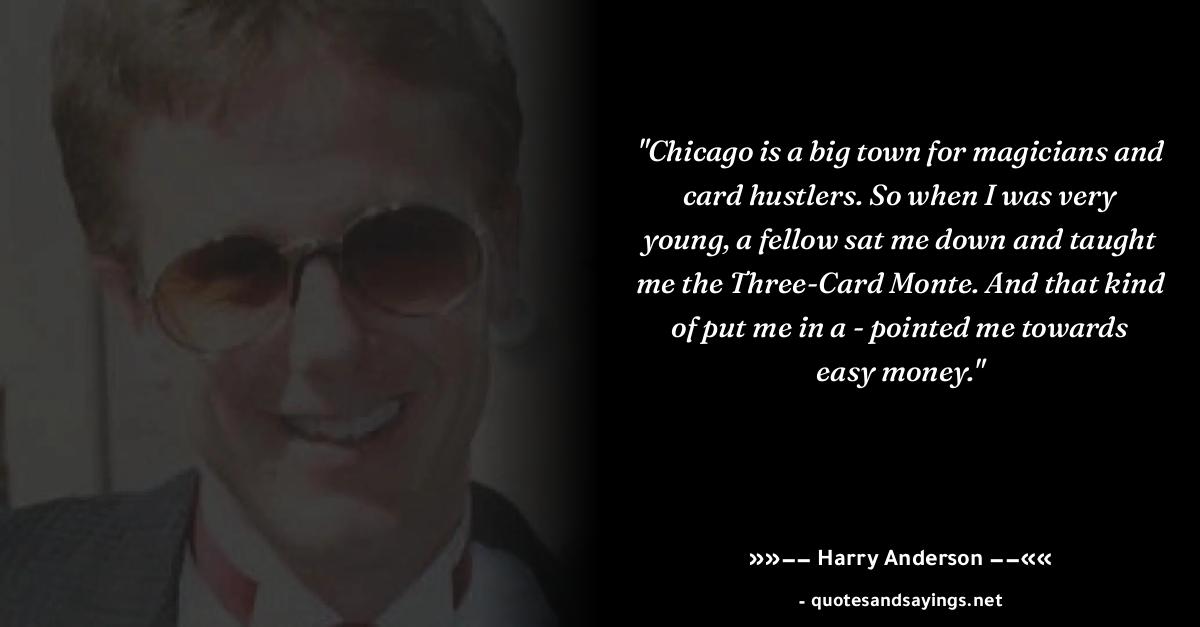 "Chicago is a big town for magicians and
card hustlers. So when I was very
young, a fellow sat me down and taught
me the Three-Card Monte. And that kind
of put me in a - pointed me towards
easy money."
»»−− Harry Anderson −−««
- quotesandsayings.net